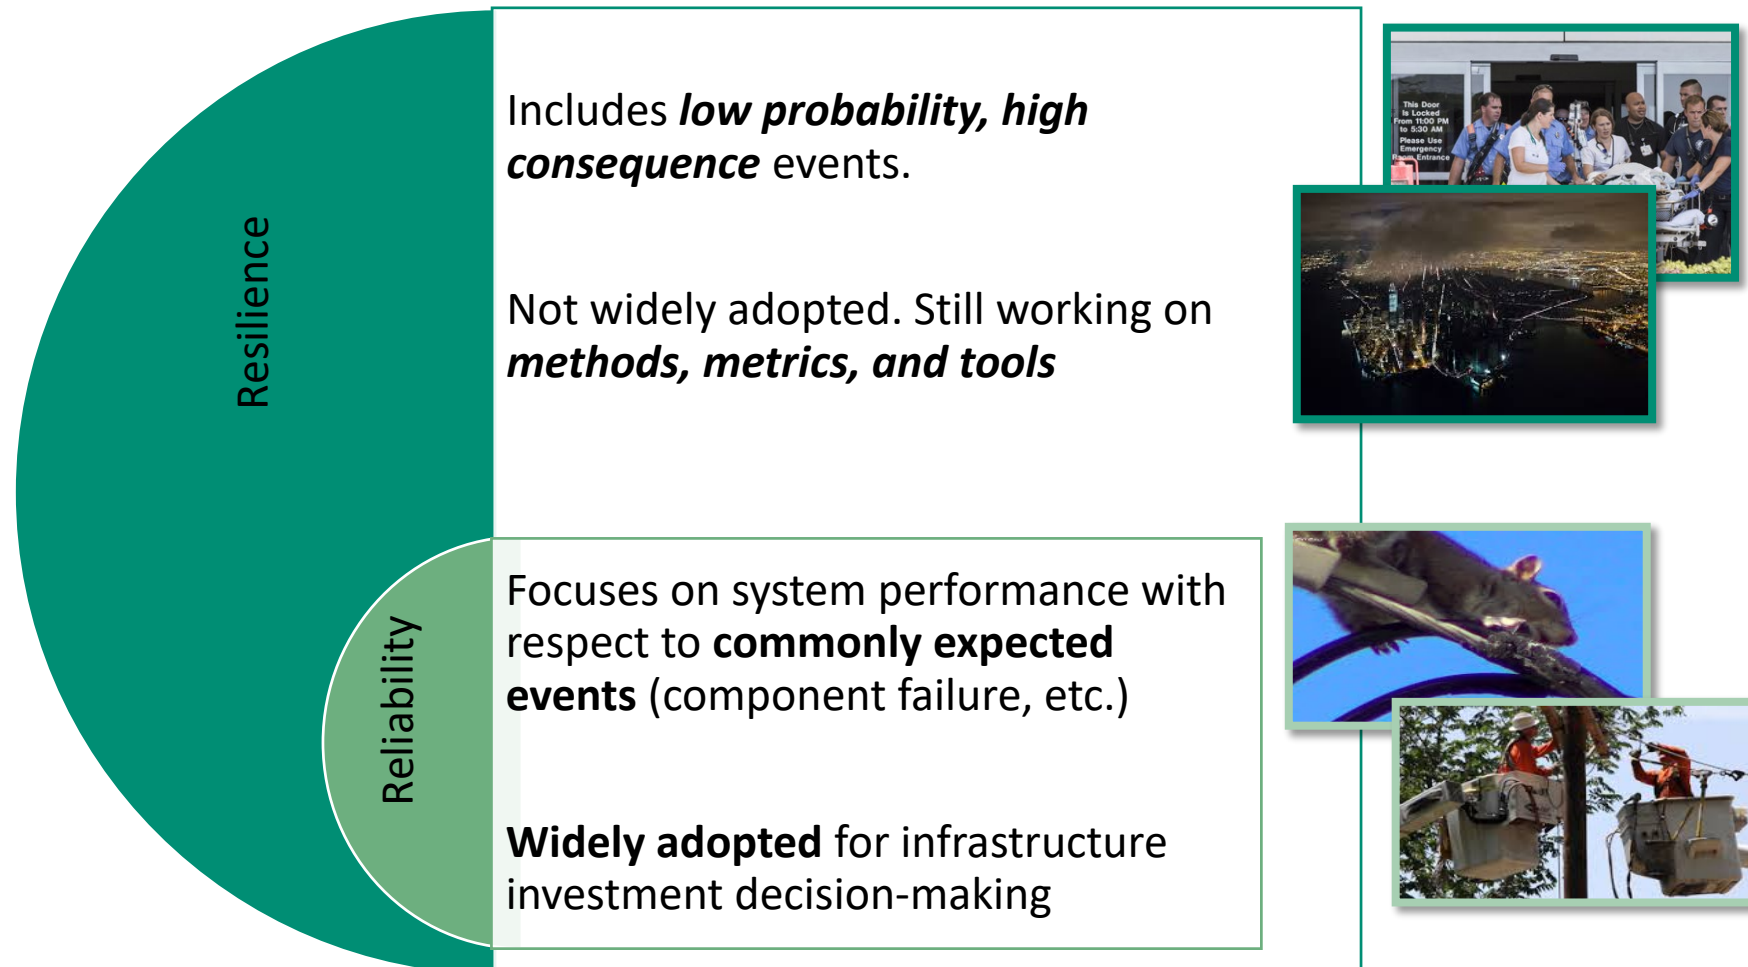 Resilience
Includes low probability, high
consequence events.
Not widely adopted. Still working on
methods, metrics, and tools
Reliability
Focuses on system performance with
respect to commonly expected
events (component failure, etc.)
Widely adopted for infrastructure
investment decision-making
This Door
Is Locked
From 11:00 PM
to 5:30 AM
Please Use
Emergency
Room Entrance